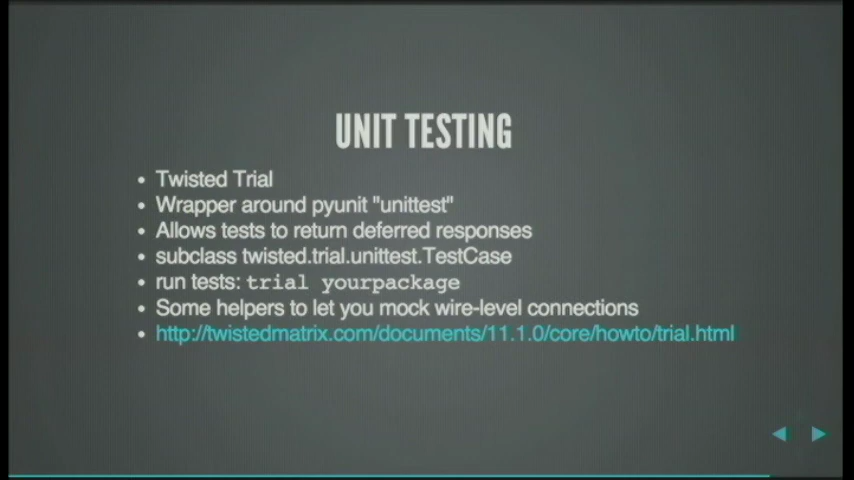 UNIT TESTING
Twisted Trial
Wrapper around pyunit "unittest"
Allows tests to return deferred responses
subclass twisted.trial.unittest.TestCase
run tests: trial yourpackage
Some helpers to let you mock wire-level connections
http://twistedmatrix.com/documents/11.1.0/core/howto/trial.html